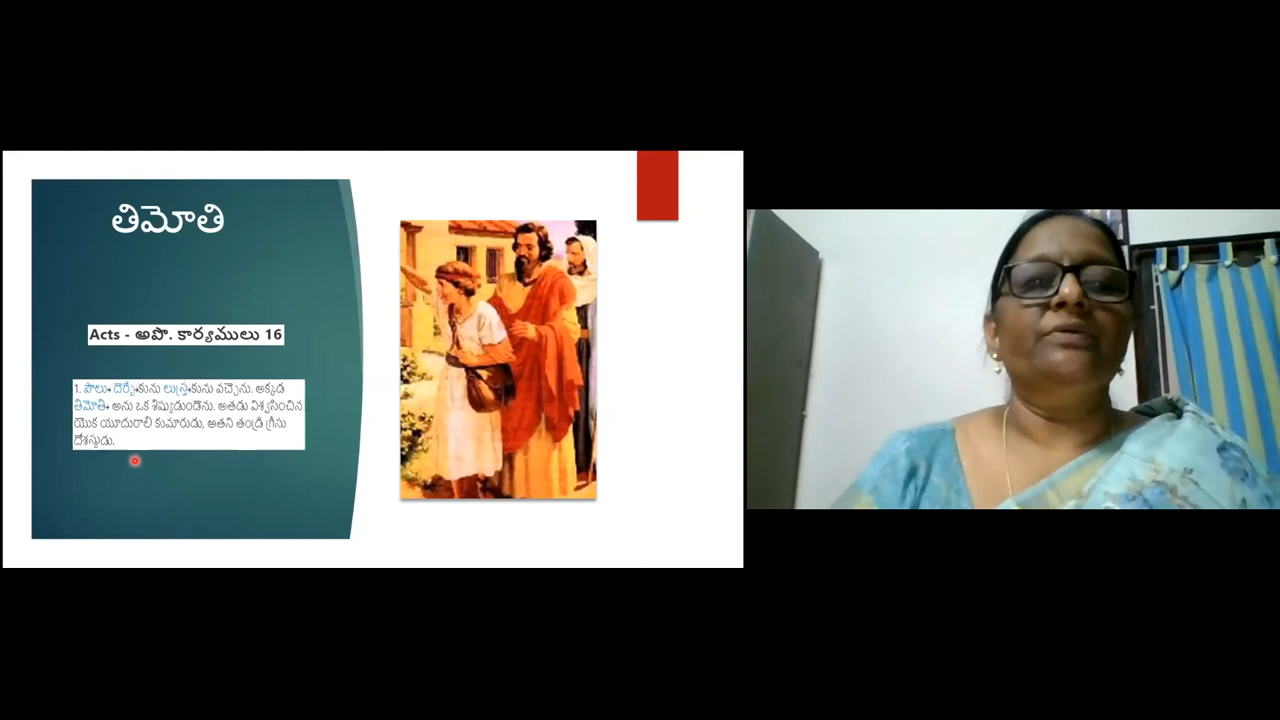 తిమోతి
Acts - అపొ. కార్యములు 16
1. పౌలు దెర్బేకును లుస్త్రకును వచ్చెను. అక్కడ
తిమోతి అను ఒక శిష్యుడుండెను. అతడు విశ్వసించిన
యొక యూదురాలి కుమారుడు, అతని తండ్రి గ్రీసు
దేశస్థుడు.